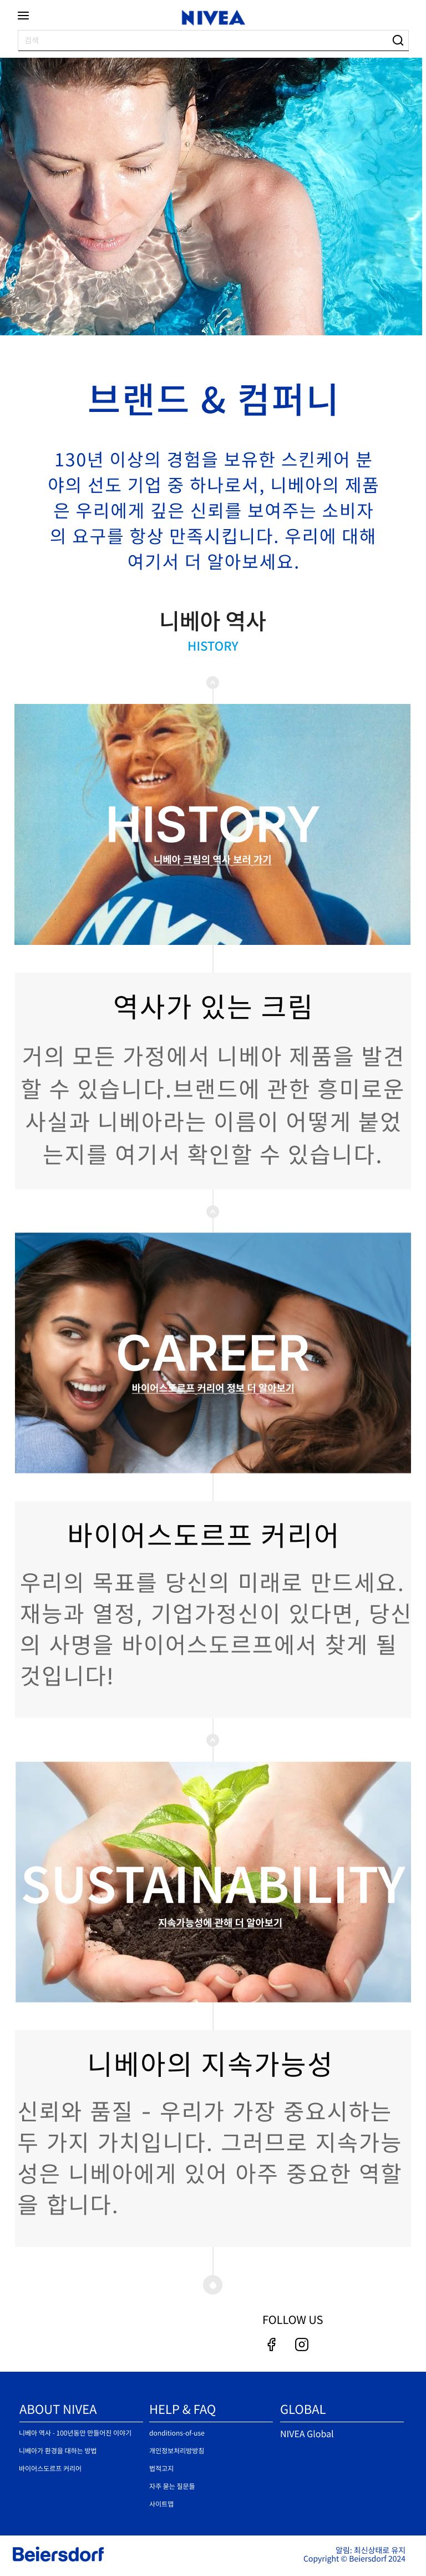 NIVEA
검색
브랜드 & 컴퍼니
130년 이상의 경험을 보유한 스킨케어 분
야의 선도 기업 중 하나로서, 니베아의 제품
은 우리에게 깊은 신뢰를 보여주는 소비자
의 요구를 항상 만족시킵니다. 우리에 대해
여기서 더 알아보세요.
니베아 역사
HISTORY
HISTORY
니베아 크림의 역사 보러 가기
NIVEA
역사가 있는 크림
거의 모든 가정에서 니베아 제품을 발견
할 수 있습니다.브랜드에 관한 흥미로운
사실과 니베아라는 이름이 어떻게 붙었
는지를 여기서 확인할 수 있습니다.
CAREER
바이어스도르프 커리어 정보 더 알아보기
바이어스도르프 커리어
우리의 목표를 당신의 미래로 만드세요.
재능과 열정, 기업가정신이 있다면, 당신
의 사명을 바이어스도르프에서 찾게 될
것입니다!
SUSTAINABILITY
지속가능성에 관해 더 알아보기
니베아의 지속가능성
신뢰와 품질 - 우리가 가장 중요시하는
두 가지 가치입니다. 그러므로 지속가능
성은 니베아에게 있어 아주 중요한 역할
을 합니다.
FOLLOW US
ABOUT NIVEA
니베아 역사 - 100년동안 만들어진 이야기
니베아가 환경을 대하는 방법
바이어스도르프 커리어
HELP & FAQ
donditions-of-use
개인정보처리방방침
법적고지
자주 묻는 질문들
사이트맵
GLOBAL
NIVEA Global
Beiersdorf
알림: 최신상태로 유지
Copyright © Beiersdorf 2024